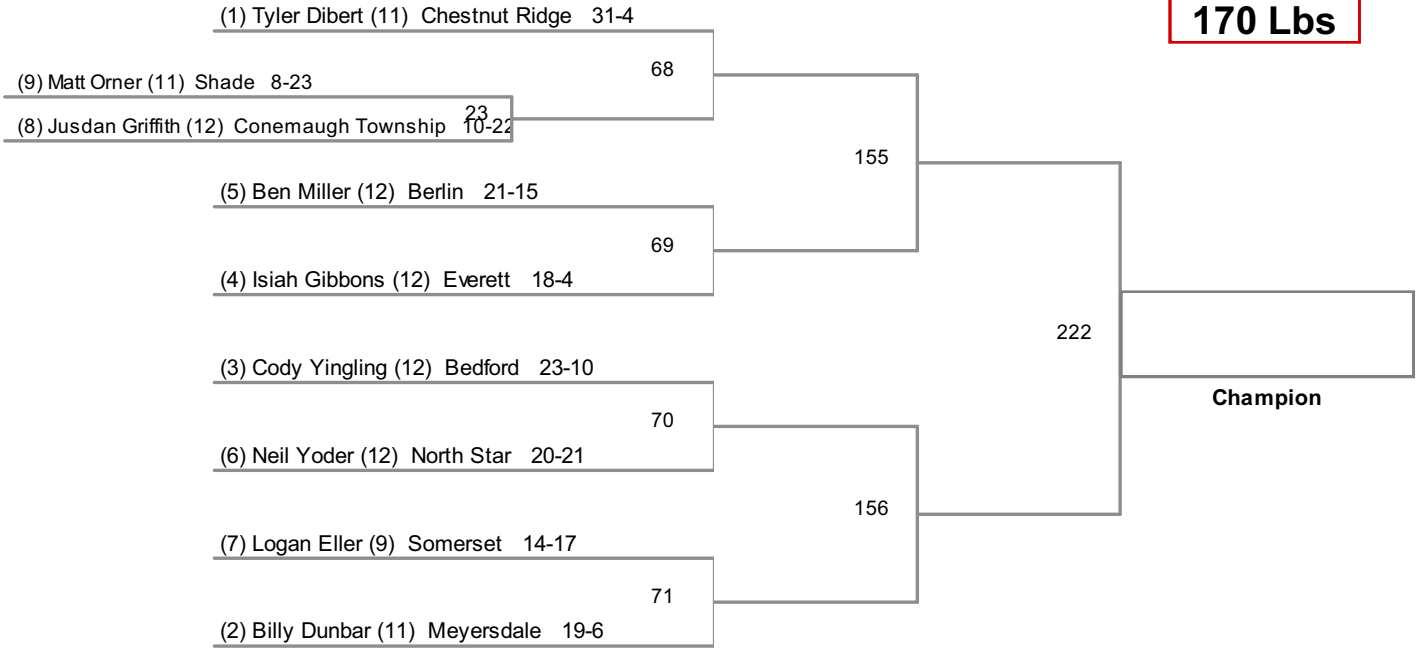 (1) Tyler Dibert (11) Chestnut Ridge 31-4
170 Lbs
68
(9) Matt Orner (11) Shade 8-23
23
(8) Jusdan Griffith (12) Conemaugh Township 10-22
155
(5) Ben Miller (12) Berlin 21-15
69
(4) Isiah Gibbons (12) Everett 18-4
222
(3) Cody Yingling (12) Bedford 23-10
Champion
70
(6) Neil Yoder (12) North Star 20-21
156
(7) Logan Eller (9) Somerset 14-17
71
(2) Billy Dunbar (11) Meyersdale 19-6